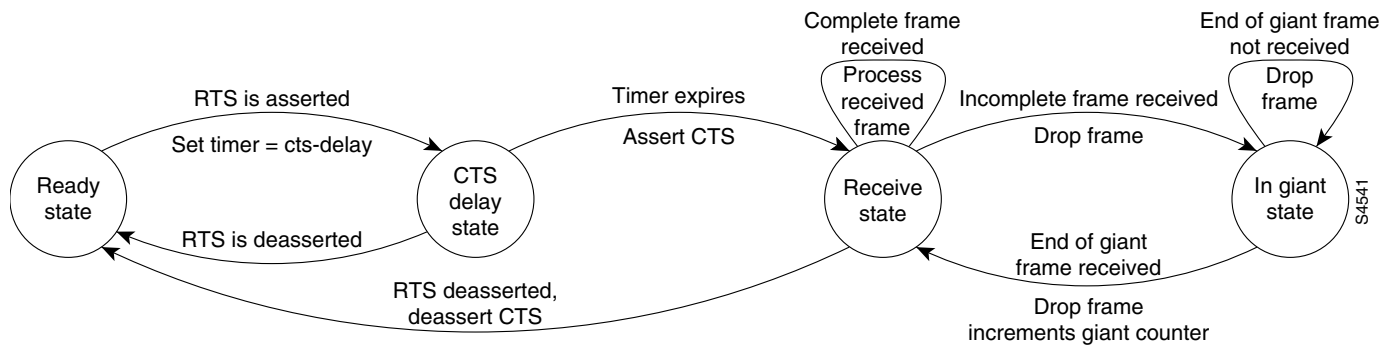 Complete frame
received
Process
received
frame
End of giant frame
not received
Drop
frame
RTS is asserted
Set timer = cts-delay
Timer expires
Assert CTS
Incomplete frame received
Drop frame
Ready
state
CTS
delay
state
Receive
state
In giant
state
S4541
RTS is deasserted
RTS deasserted,
deassert CTS
End of giant
frame received
Drop frame
increments giant counter